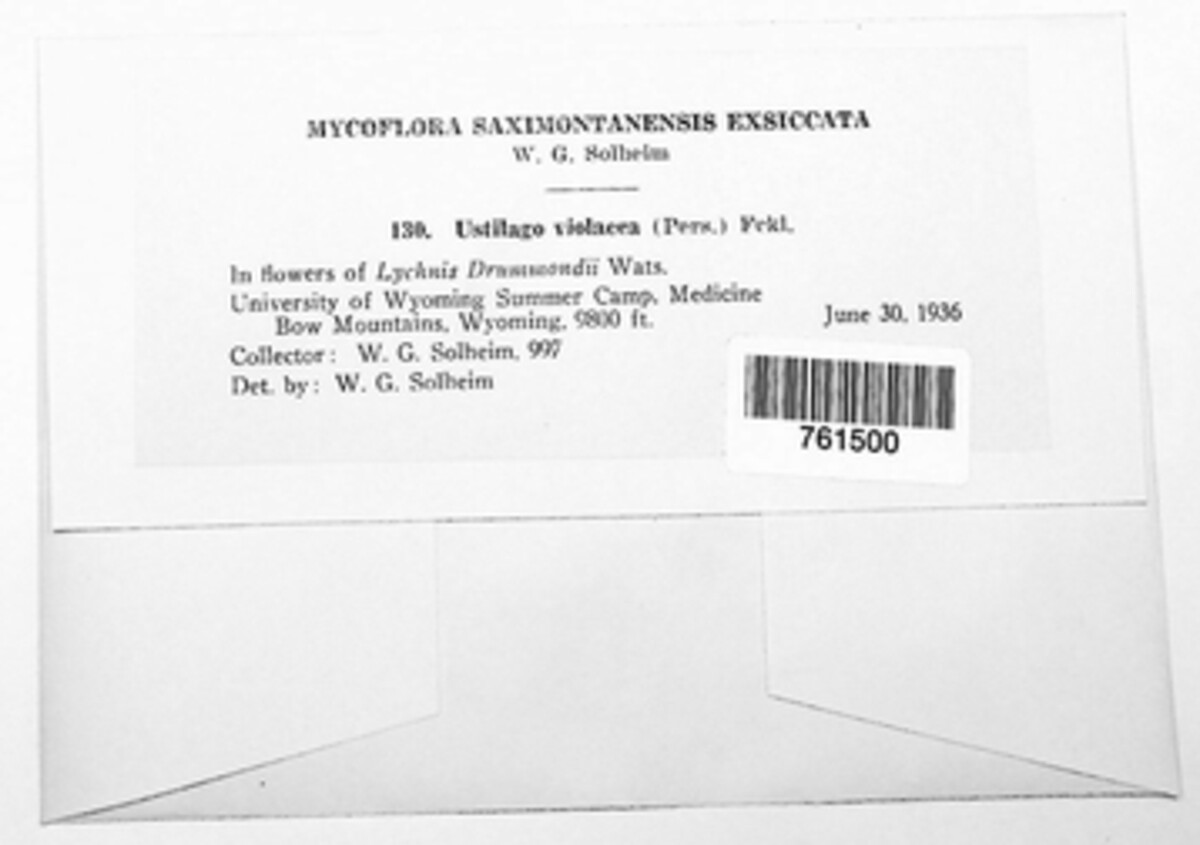 MYCOFLORA SAXIMONTANENSIS EXSICCATA
W. G. Solheim
130. Ustilago violacea (Pers.) Fckl.
In flowers of Lychnis Drummondii Wats.
University of Wyoming Summer Camp, Medicine
Bow Mountains, Wyoming, 9800 ft. June 30, 1936
Collector: W. G. Solheim, 997
Det. by: W. G. Solheim
761500